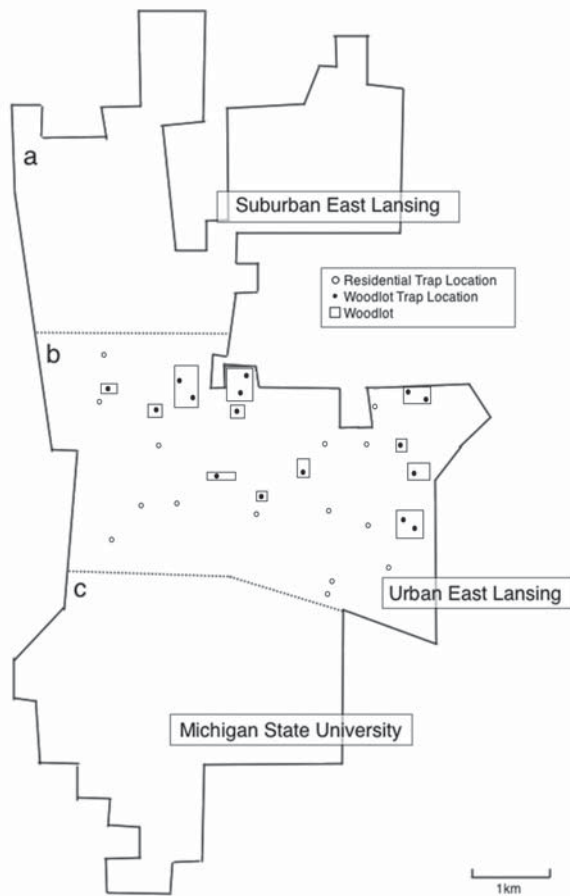 a
Suburban East Lansing
Residential Trap Location
Woodlot Trap Location
Woodlot
b
c
Urban East Lansing
Michigan State University
1km